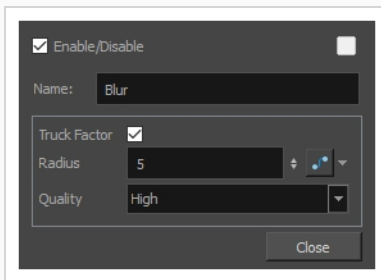 Enable/Disable
Name: Blur
Truck Factor
Radius 5
Quality High
Close